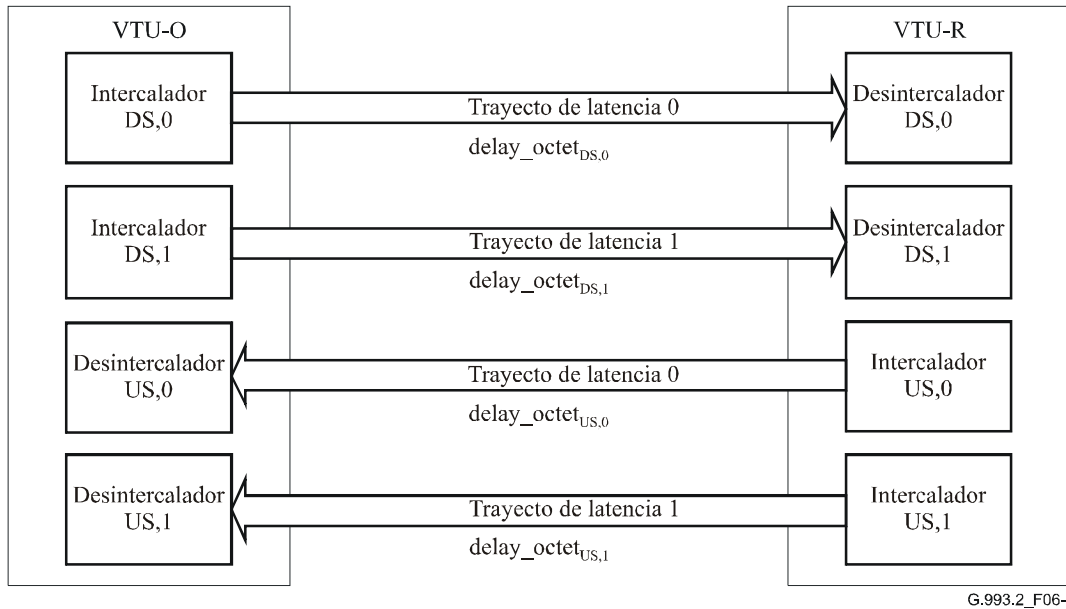 VTU-O
VTU-R
Intercalador
DS,0
Trayecto de latencia 0
delay_octetDS,0
Desintercalador
DS,0
Intercalador
DS,1
Trayecto de latencia 1
delay_octetDS,1
Desintercalador
DS,1
Desintercalador
US,0
Trayecto de latencia 0
delay_octetUS,0
Intercalador
US,0
Desintercalador
US,1
Trayecto de latencia 1
delay_octetUS,1
Intercalador
US,1
G.993.2_F06-